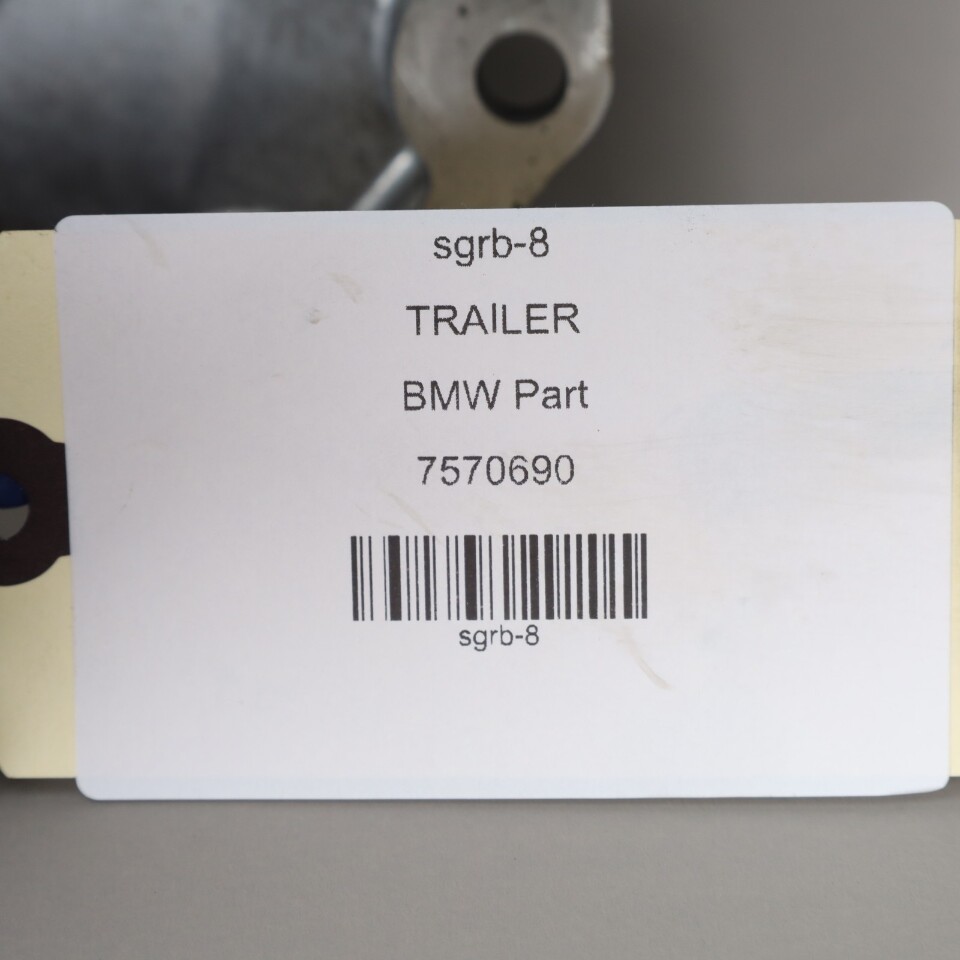 sgrb-8
TRAILER
BMW Part
7570690
sgrb-8